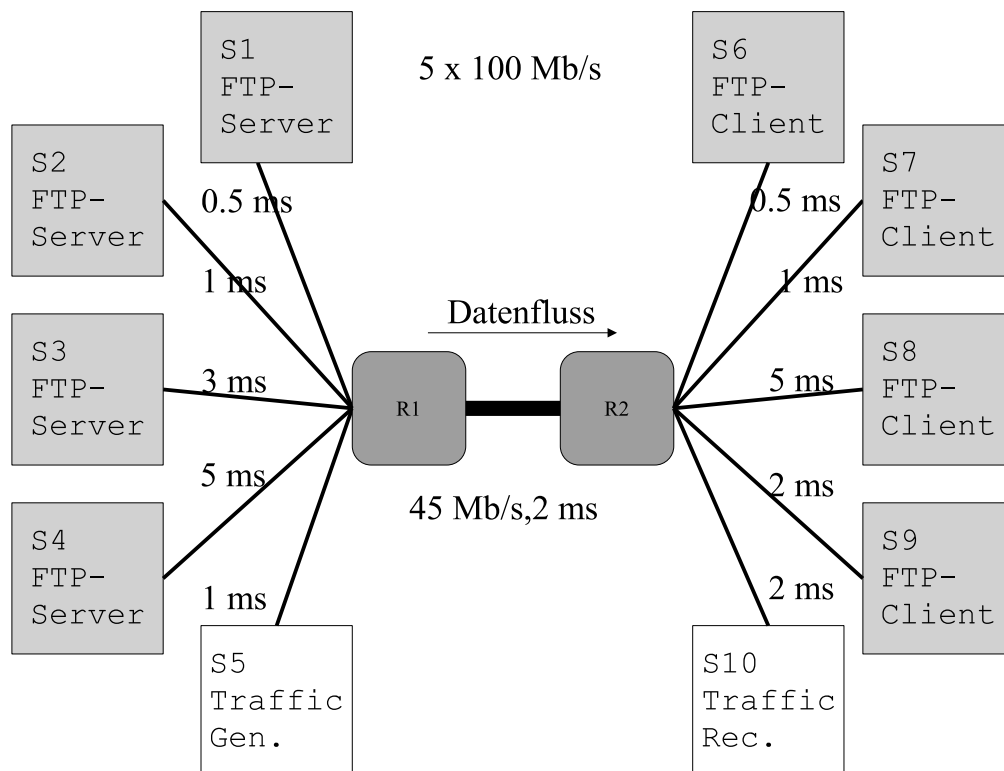 S1
FTP-
Server
5 x 100 Mb/s
S6
FTP-
Client
S2
FTP-
Server
0.5 ms
0.5 ms
S7
FTP-
Client
1 ms
1 ms
Datenfluss
S3
FTP-
Server
3 ms
R1
R2
5 ms
S8
FTP-
Client
5 ms
45 Mb/s,2 ms
2 ms
S4
FTP-
Server
1 ms
2 ms
S9
FTP-
Client
S5
Traffic
Gen.
S10
Traffic
Rec.